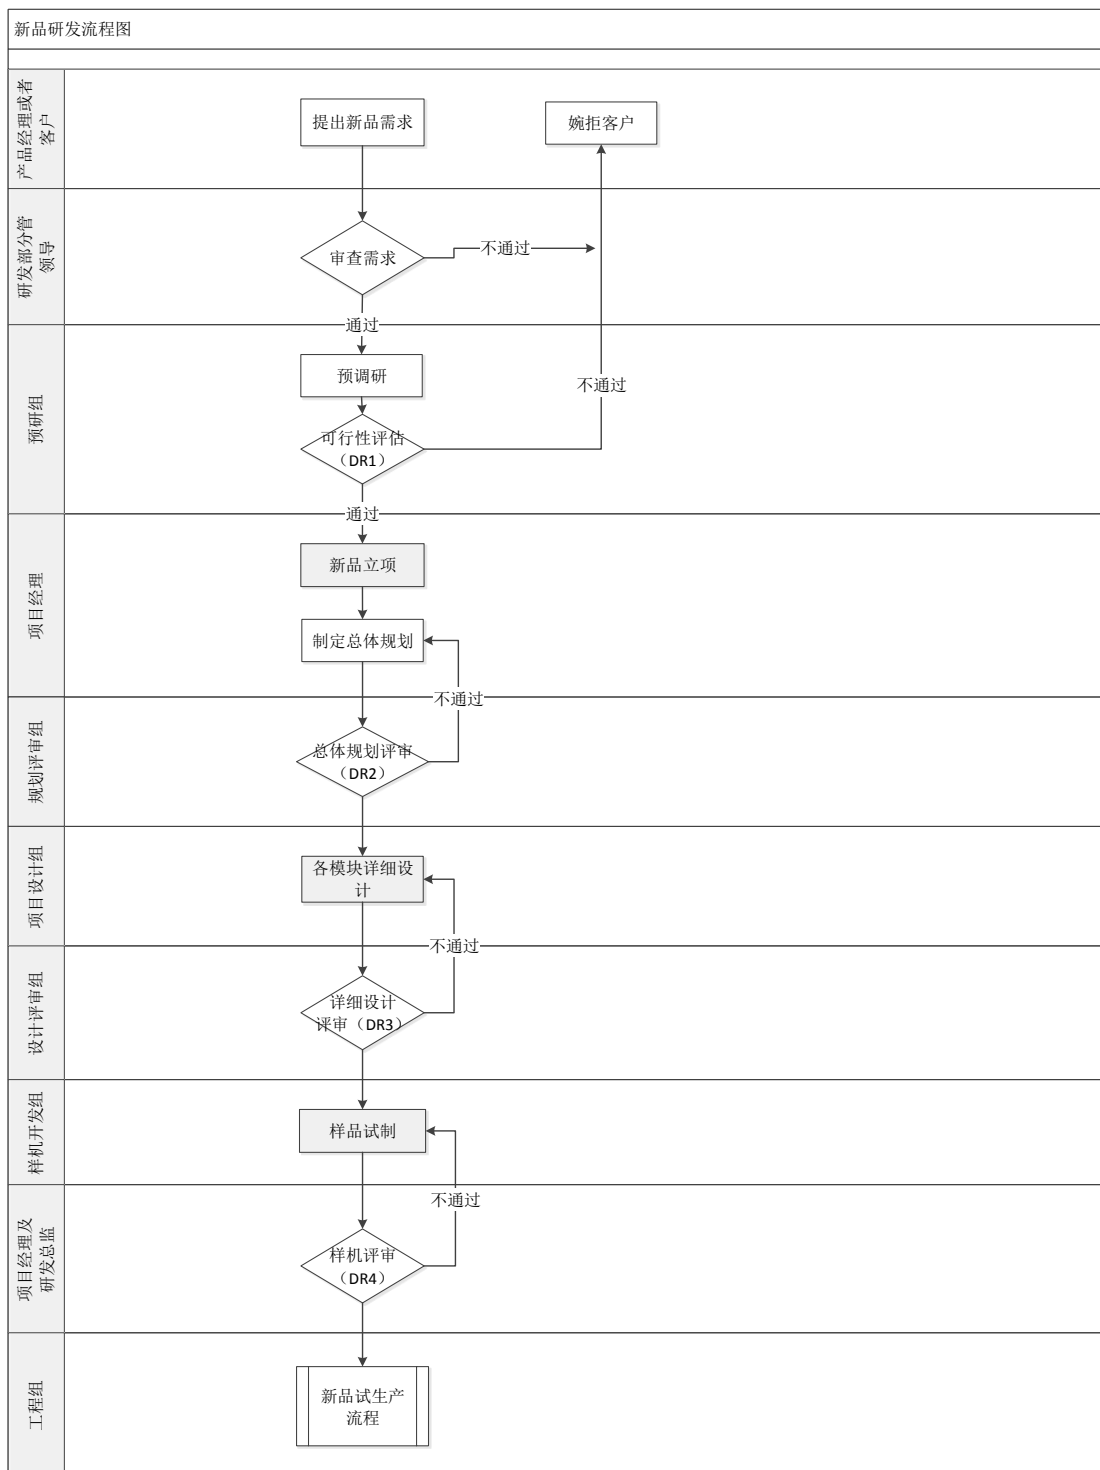 新品研发流程图
产品经理或者
客户
提出新品需求
婉拒客户
研发部分管
领导
审查需求
不通过
通过
预研组
预调研
不通过
可行性评估
（DR1）
通过
项目经理
新品立项
制定总体规划
不通过
规划评审组
总体规划评审
（DR2）
项目设计组
各模块详细设
计
不通过
设计评审组
详细设计
评审（DR3）
样机开发组
样品试制
不通过
项目经理及
研发总监
样机评审
（DR4）
工程组
新品试生产
流程